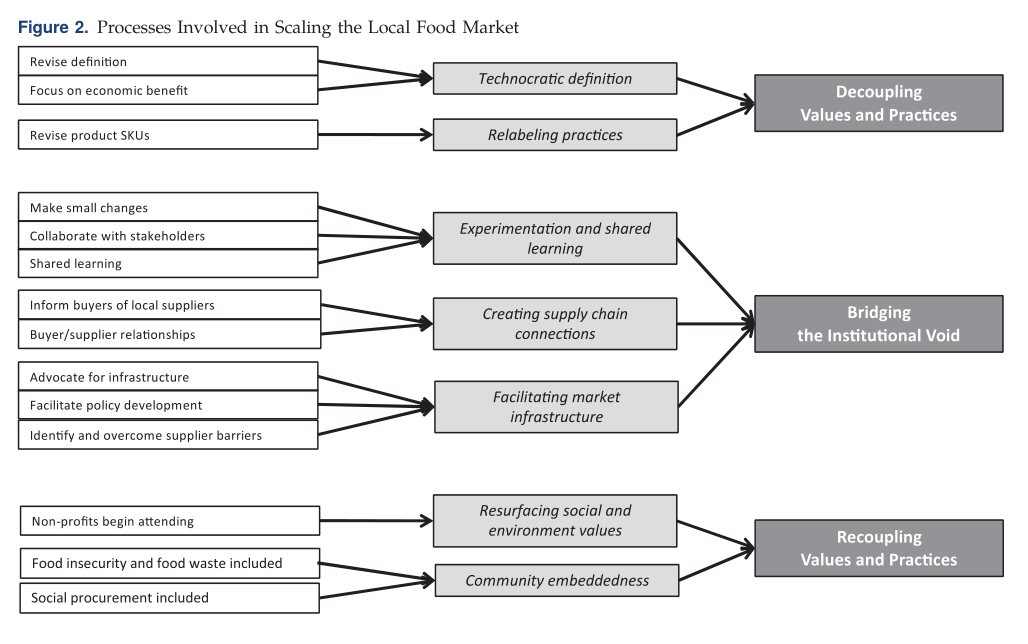 Figure 2. Processes Involved in Scaling the Local Food Market
Revise definition
Focus on economic benefit
Technocratic definition
Revise product SKUs
Relabeling practices
Decoupling
Values and Practices
Make small changes
Collaborate with stakeholders
Shared learning
Experimentation and shared
learning
Inform buyers of local suppliers
Buyer/supplier relationships
Creating supply chain
connections
Advocate for infrastructure
Facilitate policy development
Identify and overcome supplier barriers
Facilitating market
infrastructure
Bridging
the Institutional Void
Non-profits begin attending
Resurfacing social and
environment values
Food insecurity and food waste included
Social procurement included
Community embeddedness
Recoupling
Values and Practices